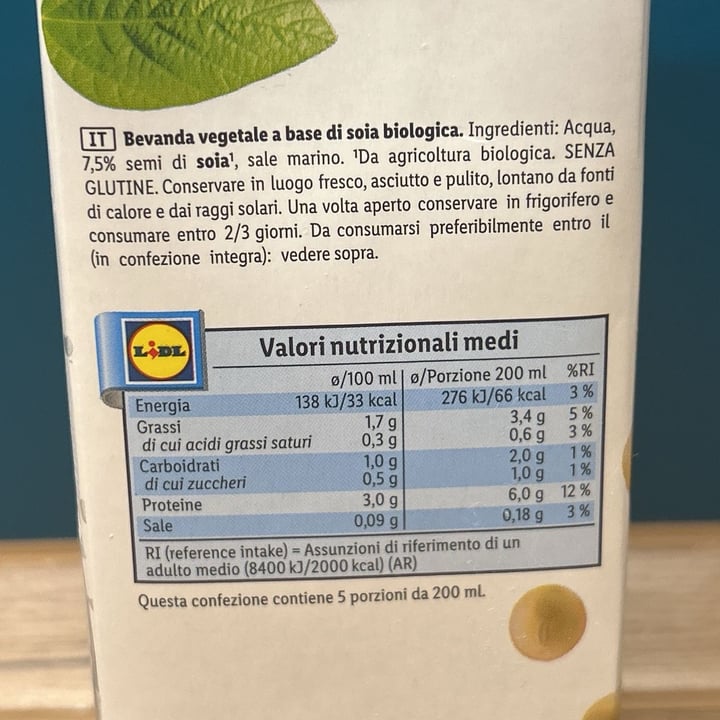 IT Bevanda vegetale a base di soia biologica. Ingredienti: Acqua,
7,5% semi di soia¹, sale marino. ¹Da agricoltura biologica. SENZA
GLUTINE. Conservare in luogo fresco, asciutto e pulito, lontano da fonti
di calore e dai raggi solari. Una volta aperto conservare in frigorifero e
consumare entro 2/3 giorni. Da consumarsi preferibilmente entro il
(in confezione integra): vedere sopra.
LIDL
Valori nutrizionali medi
ø/100 ml ø/Porzione 200 ml %RI
Energia 138 kJ/33 kcal 276 kJ/66 kcal 3 %
Grassi 1,7 g 3,4 g 5 %
di cui acidi grassi saturi 0,3 g 0,6 g 3 %
Carboidrati 1,0 g 2,0 g 1 %
di cui zuccheri 0,5 g 1,0 g 1 %
Proteine 3,0 g 6,0 g 12 %
Sale 0,09 g 0,18 g 3 %
RI (reference intake) = Assunzioni di riferimento di un
adulto medio (8400 kJ/2000 kcal) (AR)
Questa confezione contiene 5 porzioni da 200 ml.